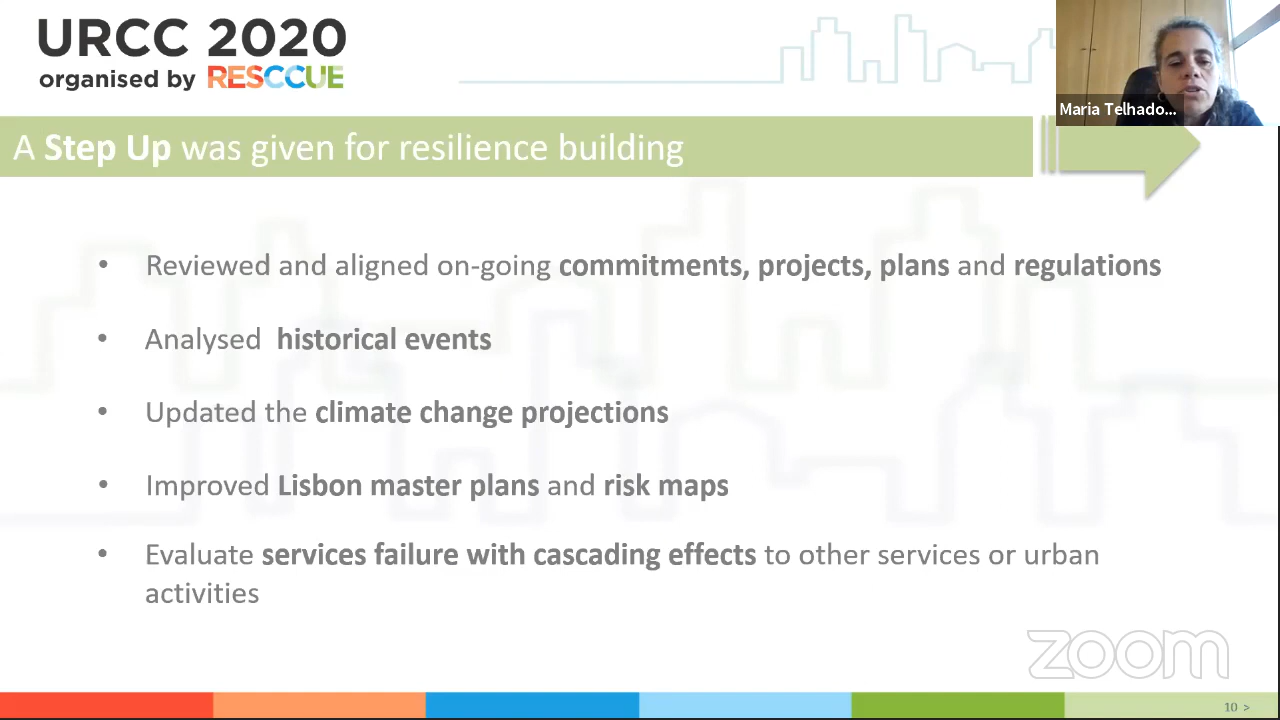 URCC 2020
organised by RESCCUE
Maria Telhado...
A Step Up was given for resilience building
• Reviewed and aligned on-going commitments, projects, plans and regulations
• Analysed historical events
• Updated the climate change projections
• Improved Lisbon master plans and risk maps
• Evaluate services failure with cascading effects to other services or urban
activities
zoom
10 >